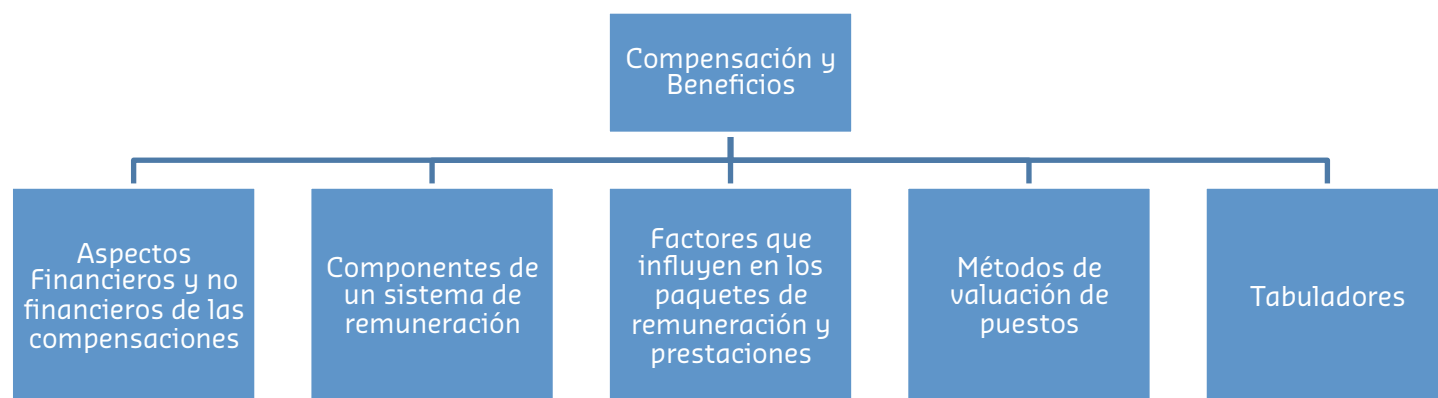 Compensación y
Beneficios
Aspectos
Financieros y no
financieros de las
compensaciones
Componentes de
un sistema de
remuneración
Factores que
influyen en los
paquetes de
remuneración y
prestaciones
Métodos de
valuación de
puestos
Tabuladores